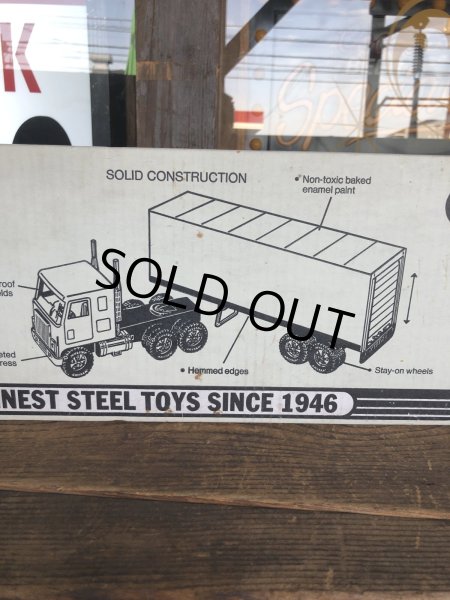 K
SOLID CONSTRUCTION
• Non-toxic baked
enamel paint
SOLD OUT
• Hemmed edges
Stay-on wheels
NEST STEEL TOYS SINCE 1946